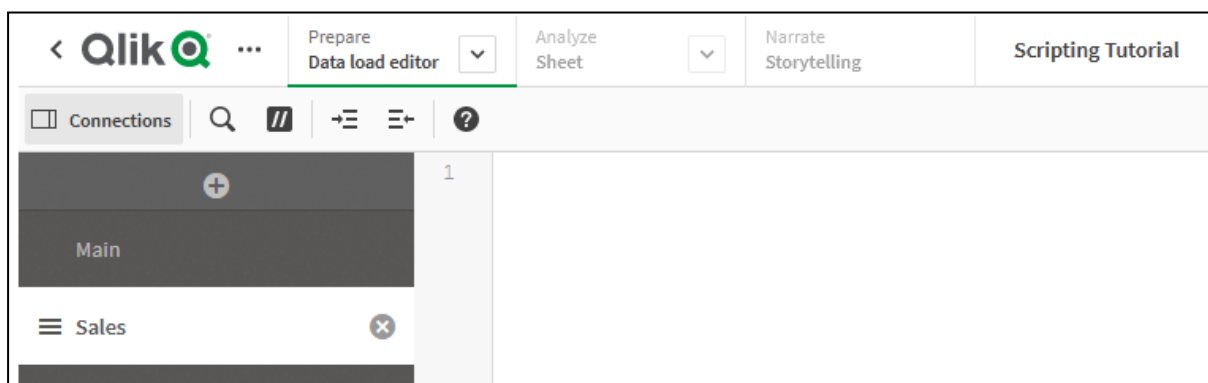 Qlik
Prepare
Data load editor
Analyze
Sheet
Narrate
Storytelling
Scripting Tutorial
Connections
1
Main
Sales